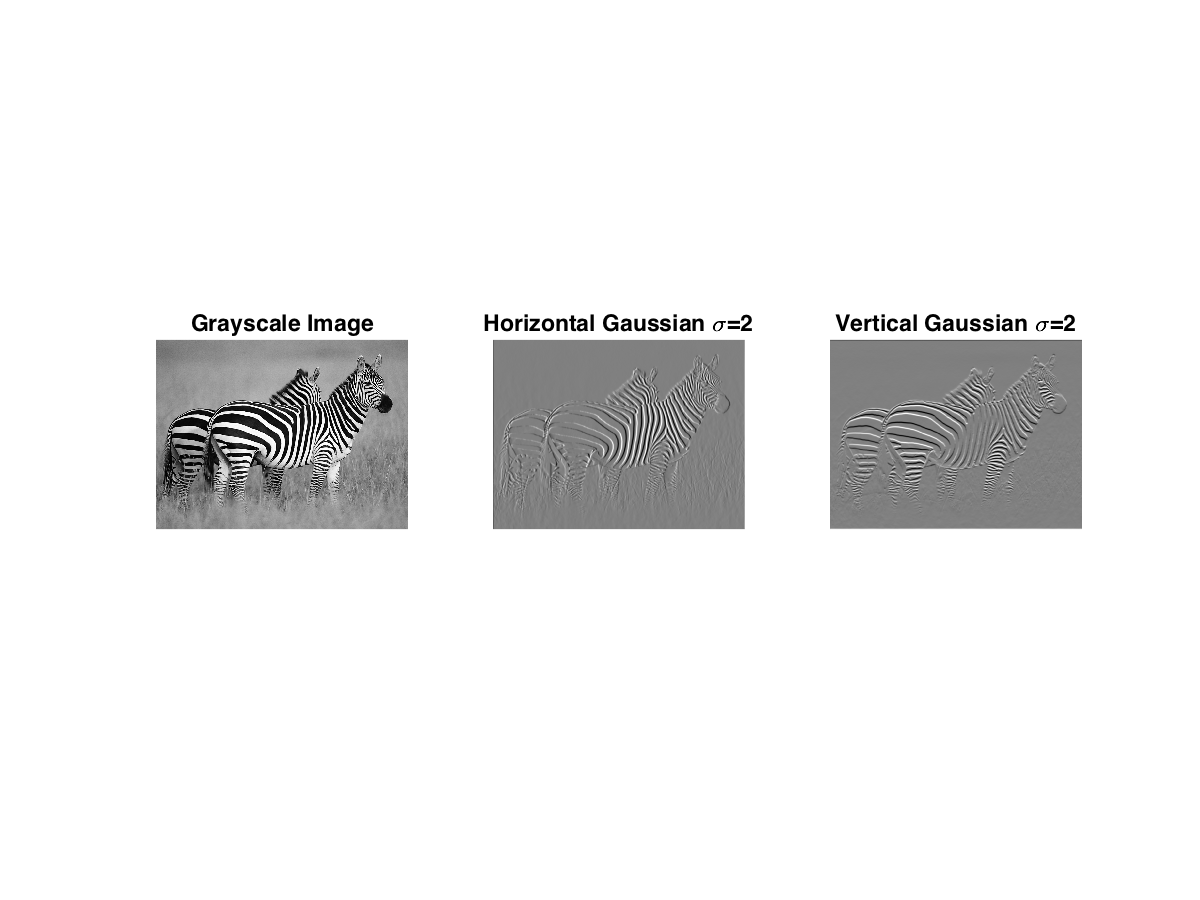 Grayscale Image
Horizontal Gaussian σ=2
Vertical Gaussian σ=2